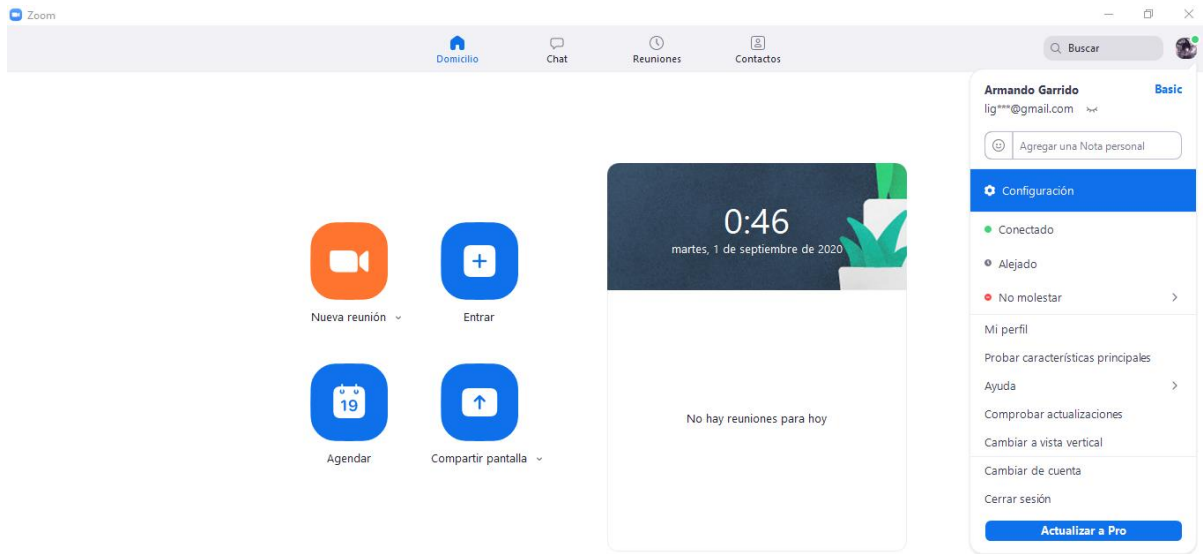 Zoom
Domicilio
Chat
Reuniones
Contactos
Buscar
Armando Garrido
Basic
lig***@gmail.com
Agregar una Nota personal
Configuración
Conectado
Alejado
No molestar
Mi perfil
Probar características principales
Ayuda
Comprobar actualizaciones
Cambiar a vista vertical
Cambiar de cuenta
Cerrar sesión
Actualizar a Pro
Nueva reunión
Entrar
19
Agendar
Compartir pantalla
0:46
martes, 1 de septiembre de 2020
No hay reuniones para hoy